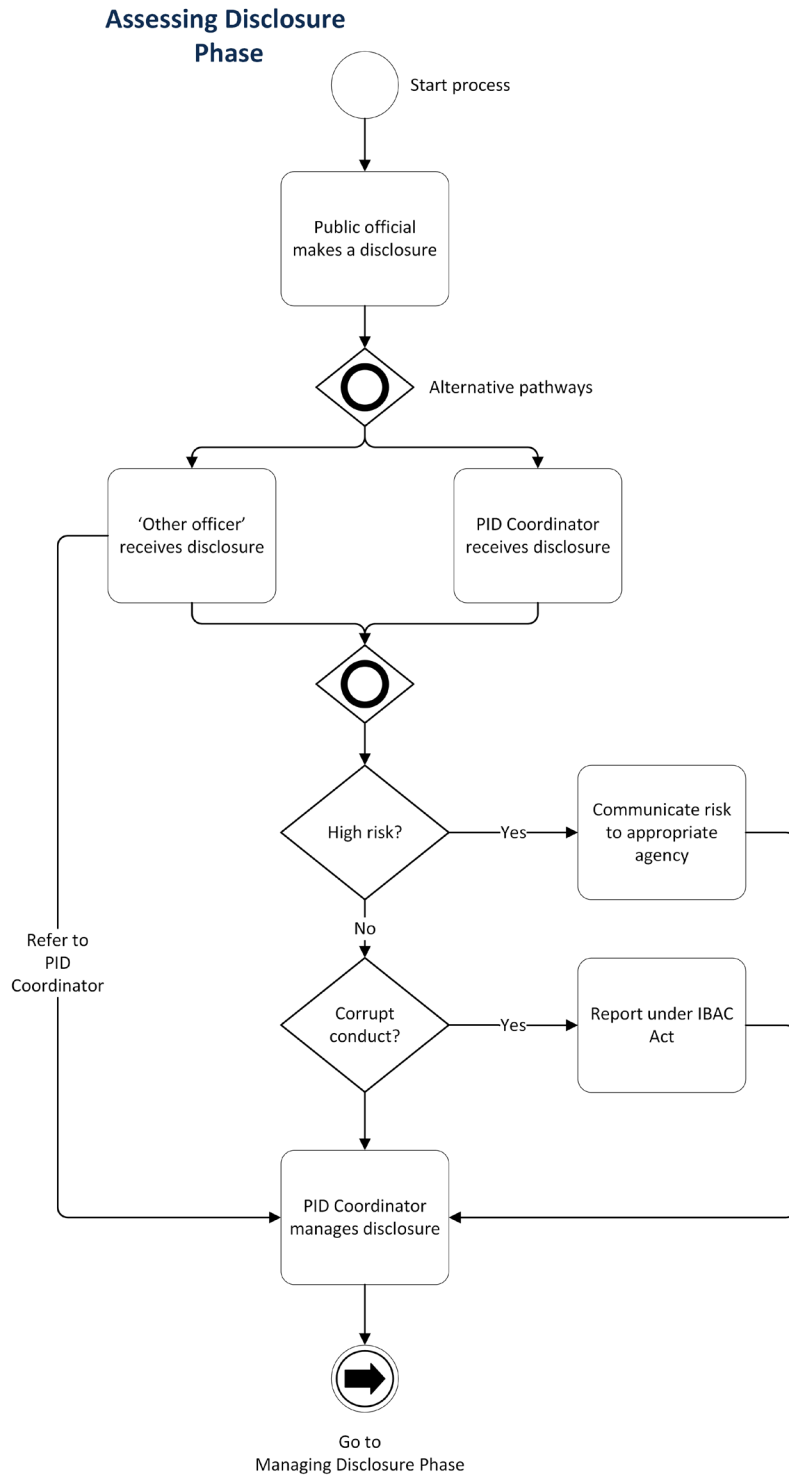 Assessing Disclosure
Phase
Start process
Public official
makes a disclosure
Alternative pathways
‘Other officer’
receives disclosure
PID Coordinator
receives disclosure
High risk?
Yes
Communicate risk
to appropriate
agency
No
Refer to
PID
Coordinator
Corrupt
conduct?
Yes
Report under IBAC
Act
PID Coordinator
manages disclosure
Go to
Managing Disclosure Phase